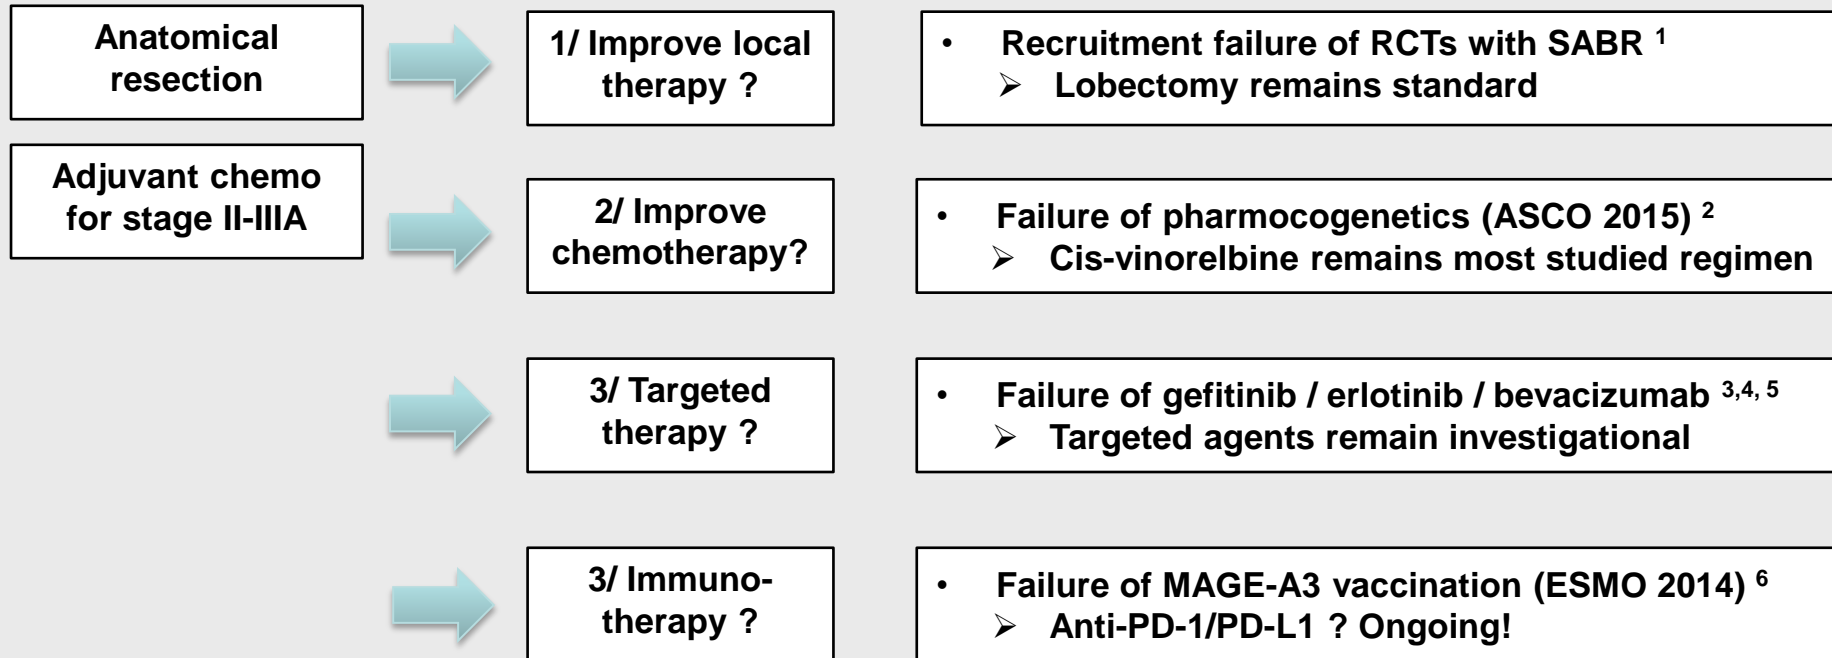 Anatomical
resection
1/ Improve local
therapy ?
• Recruitment failure of RCTs with SABR 1
➢ Lobectomy remains standard
Adjuvant chemo
for stage II-IIIA
2/ Improve
chemotherapy?
• Failure of pharmocogenetics (ASCO 2015) 2
➢ Cis-vinorelbine remains most studied regimen
3/ Targeted
therapy ?
• Failure of gefitinib / erlotinib / bevacizumab 3,4, 5
➢ Targeted agents remain investigational
3/ Immuno-
therapy ?
• Failure of MAGE-A3 vaccination (ESMO 2014) 6
➢ Anti-PD-1/PD-L1 ? Ongoing!